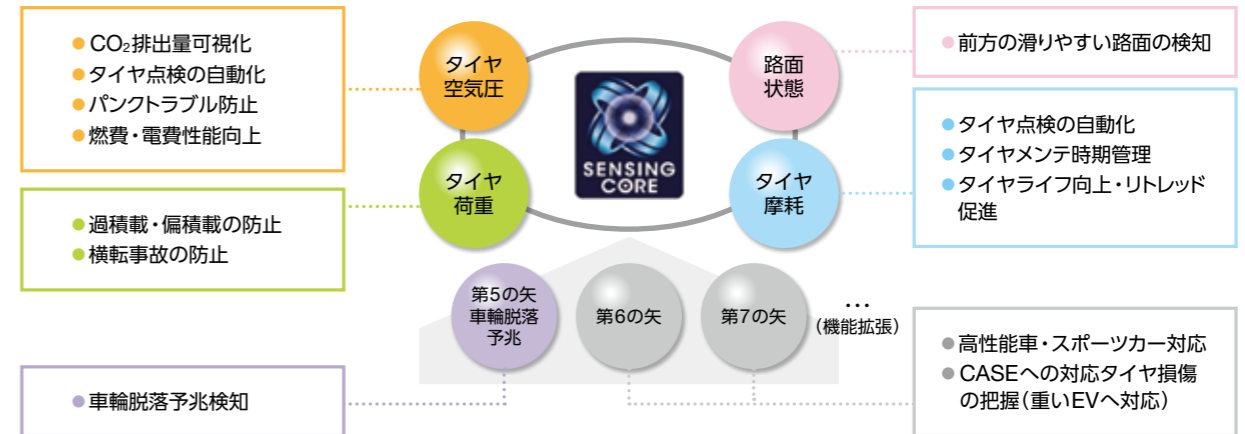 ●CO₂排出量可視化
●タイヤ点検の自動化
●パンクトラブル防止
●燃費・電費性能向上
タイヤ
空気圧
路面
状態
●前方の滑りやすい路面の検知
SENSING
CORE
タイヤ
荷重
タイヤ
摩耗
●タイヤ点検の自動化
●タイヤメンテ時期管理
●タイヤライフ向上・リトレッド
促進
●過積載・偏積載の防止
●横転事故の防止
第5の矢
車輪脱落
予兆
第6の矢
第7の矢
…
（機能拡張）
●車輪脱落予兆検知
●高性能車・スポーツカー対応
●CASEへの対応タイヤ損傷
の把握（重いEVへ対応）